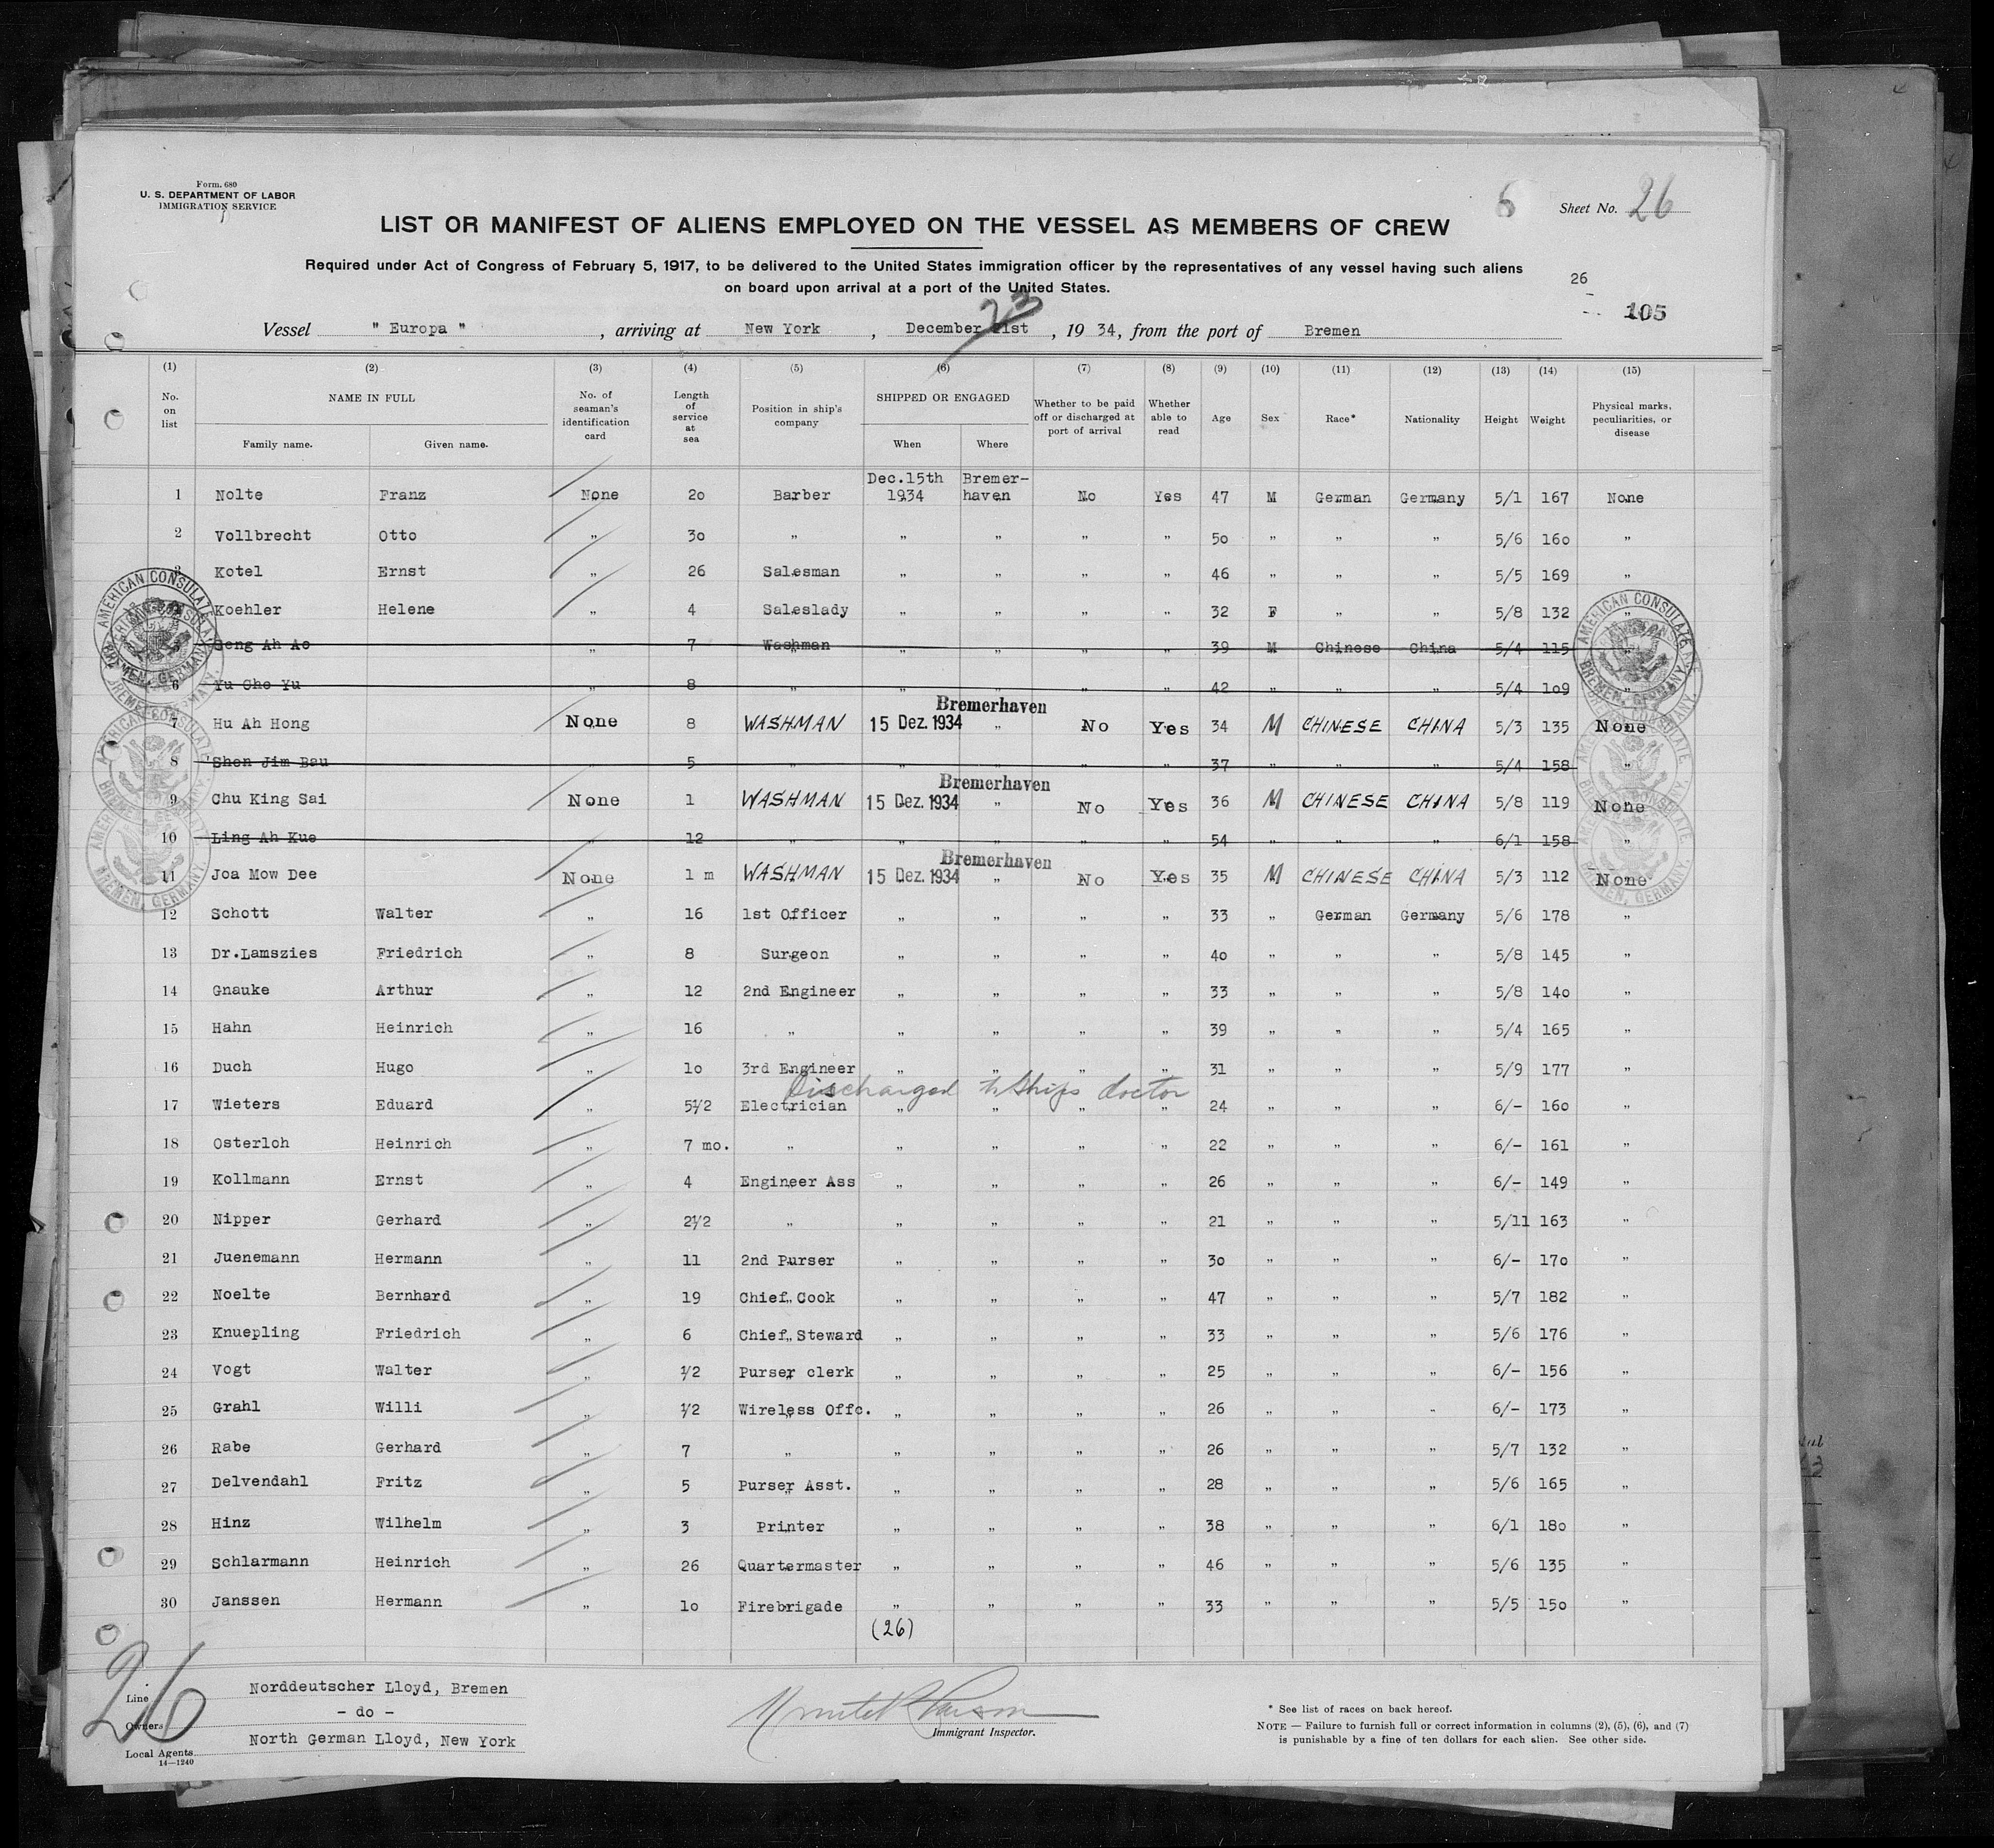 Form. 680
U. S. DEPARTMENT OF LABOR
IMMIGRATION SERVICE
6 Sheet No. 26
LIST OR MANIFEST OF ALIENS EMPLOYED ON THE VESSEL AS MEMBERS OF CREW
Required under Act of Congress of February 5, 1917, to be delivered to the United States immigration officer by the representatives of any vessel having such aliens
on board upon arrival at a port of the United States.
26
105
23
Vessel " Europa " , arriving at New York , December 21st , 19 34, from the port of Bremen
(1) (2) (3) (4) (5) (6) (7) (8) (9) (10) (11) (12) (13) (14) (15)
No. on list NAME IN FULL Family name. Given name. No. of seaman's identification card Length of service at sea Position in ship's company SHIPPED OR ENGAGED When Where Whether to be paid off or discharged at port of arrival Whether able to read Age Sex Race* Nationality Height Weight Physical marks, peculiarities, or disease
1 Nolte Franz None 2o Barber Dec.15th 1934 Bremer-haven No Yes 47 M German Germany 5/1 167 None
2 Vollbrecht Otto " 3o " " " " " 5o " " " 5/6 16o "
3 Kotel Ernst " 26 Salesman " " " " 46 " " " 5/5 169 "
4 Koehler Helene " 4 Saleslady " " " " 32 F " " 5/8 132 "
5 Seng Ah Ao " 7 Washman " " " " 39 M Chinese China 5/4 115 "
6 Yu Che Yu " 8 " " " " " 42 " " " 5/4 1o9 "
7 Hu Ah Hong None 8 WASHMAN 15 Dez. 1934 Bremerhaven " No Yes 34 M CHINESE CHINA 5/3 135 None
8 Shen Jim Bau " 5 " " " " " 37 " " " 5/4 158 "
9 Chu King Sai None 1 WASHMAN 15 Dez. 1934 Bremerhaven " No Yes 36 M CHINESE CHINA 5/8 119 None
10 Ling Ah Kue " 12 " " " " " 54 " " " 6/1 158 "
11 Joa Mow Dee None 1 m WASHMAN 15 Dez. 1934 Bremerhaven " No Yes 35 M CHINESE CHINA 5/3 112 None
12 Schott Walter " 16 1st Officer " " " " 33 " German Germany 5/6 178 "
13 Dr.Lamszies Friedrich " 8 Surgeon " " " " 4o " " " 5/8 145 "
14 Gnauke Arthur " 12 2nd Engineer " " " " 33 " " " 5/8 14o "
15 Hahn Heinrich " 16 " " " " " 39 " " " 5/4 165 "
16 Duch Hugo " 1o 3rd Engineer " " " " 31 " " " 5/9 177 "
Discharged to Ships doctor
17 Wieters Eduard " 5½ Electrician " " " " 24 " " " 6/- 16o "
18 Osterloh Heinrich " 7 mo. " " " " " 22 " " " 6/- 161 "
19 Kollmann Ernst " 4 Engineer Ass " " " " 26 " " " 6/- 149 "
20 Nipper Gerhard " 2½ " " " " " 21 " " " 5/11 163 "
21 Juenemann Hermann " 11 2nd Purser " " " " 3o " " " 6/- 17o "
22 Noelte Bernhard " 19 Chief Cook " " " " 47 " " " 5/7 182 "
23 Knuepling Friedrich " 6 Chief Steward " " " " 33 " " " 5/6 176 "
24 Vogt Walter " ½ Purser clerk " " " " 25 " " " 6/- 156 "
25 Grahl Willi " ½ Wireless Offc. " " " " 26 " " " 6/- 173 "
26 Rabe Gerhard " 7 " " " " " 26 " " " 5/7 132 "
27 Delvendahl Fritz " 5 Purser Asst. " " " " 28 " " " 5/6 165 "
28 Hinz Wilhelm " 3 Printer " " " " 38 " " " 6/1 18o "
29 Schlarmann Heinrich " 26 Quartermaster " " " " 46 " " " 5/6 135 "
30 Janssen Hermann " 1o Firebrigade " " " " 33 " " " 5/5 15o "
(26)
AMERICAN CONSULATE BREMEN, GERMANY.
AMERICAN CONSULATE BREMEN, GERMANY.
26
Line Norddeutscher Lloyd, Bremen
Owners - do -
Local Agents North German Lloyd, New York
14—1240
Immigrant Inspector.
* See list of races on back hereof.
NOTE — Failure to furnish full or correct information in columns (2), (5), (6), and (7)
is punishable by a fine of ten dollars for each alien. See other side.